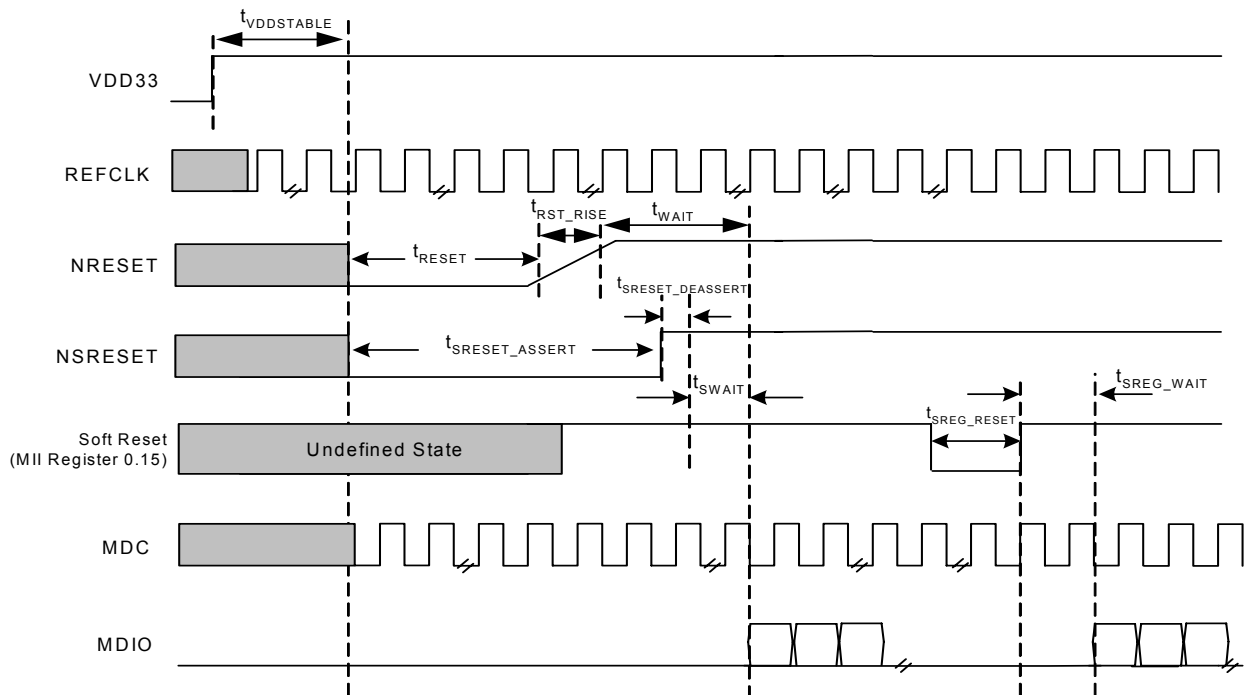 tVDDSTABLE
VDD33
REFCLK
tRST_RISE
tWAIT
tRESET
NRESET
tSRESET_DEASSERT
tSRESET_ASSERT
NSRESET
tSWAIT
tSREG_WAIT
tSREG_RESET
Soft Reset
(MII Register 0.15)
Undefined State
MDC
MDIO